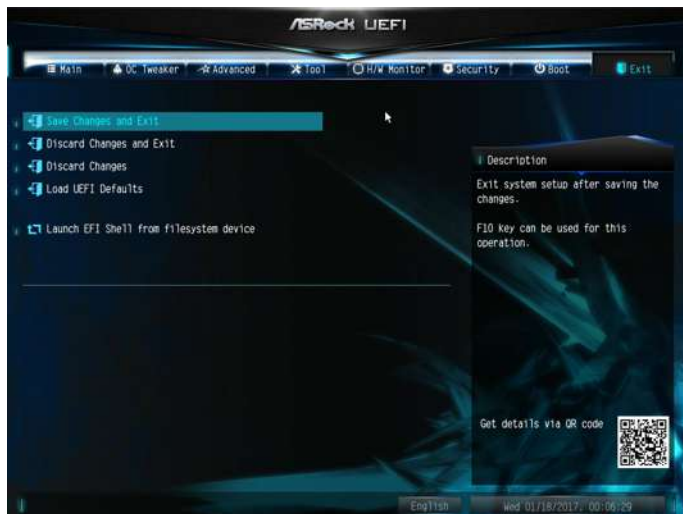 ASRock UEFI
Main OC Tweaker Advanced Tool H/W Monitor Security Boot Exit
Save Changes and Exit
Discard Changes and Exit
Discard Changes
Load UEFI Defaults
Launch EFI Shell from filesystem device
Description
Exit system setup after saving the
changes.
F10 key can be used for this
operation.
Get details via QR code
English
Wed 01/18/2017. 00:06:29